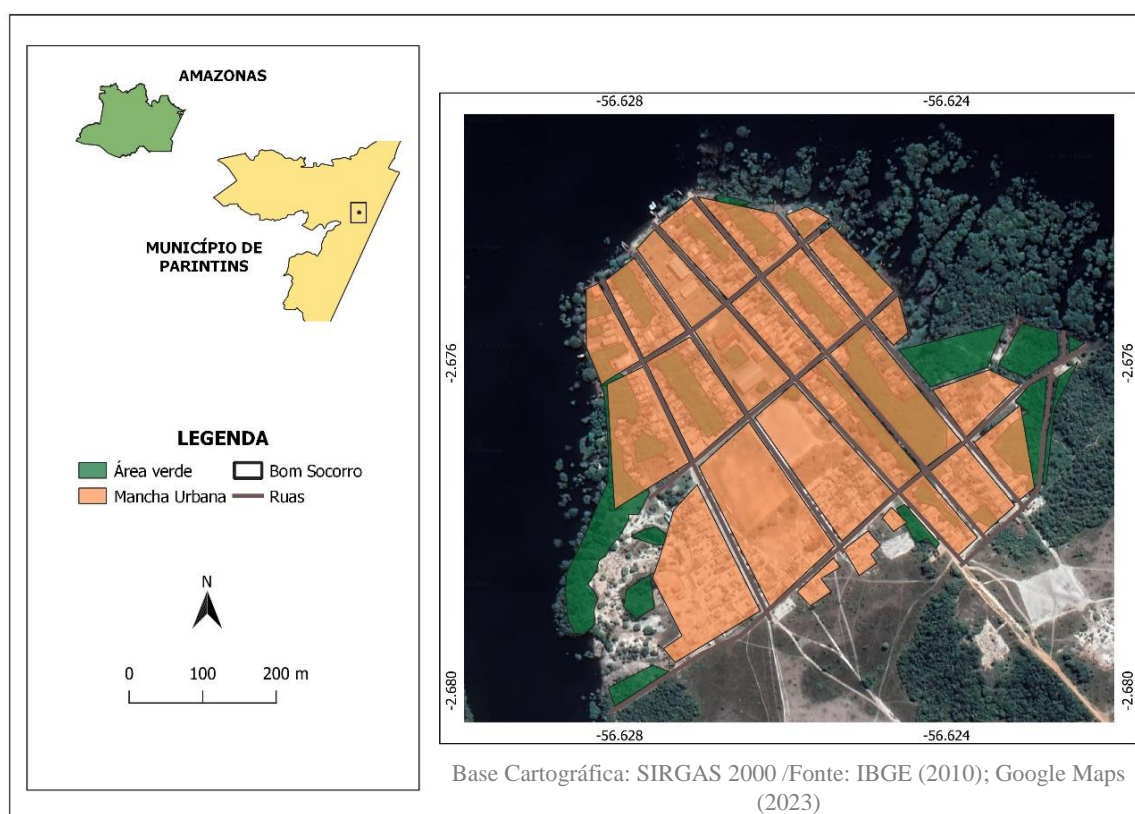 AMAZONAS
MUNICÍPIO DE
PARINTINS
LEGENDA
Área verde
Bom Socorro
Mancha Urbana
Ruas
N
0 100 200 m
-56.628 -56.624
-2.676 -2.676
-2.680 -2.680
-56.628 -56.624
Base Cartográfica: SIRGAS 2000 /Fonte: IBGE (2010); Google Maps
(2023)